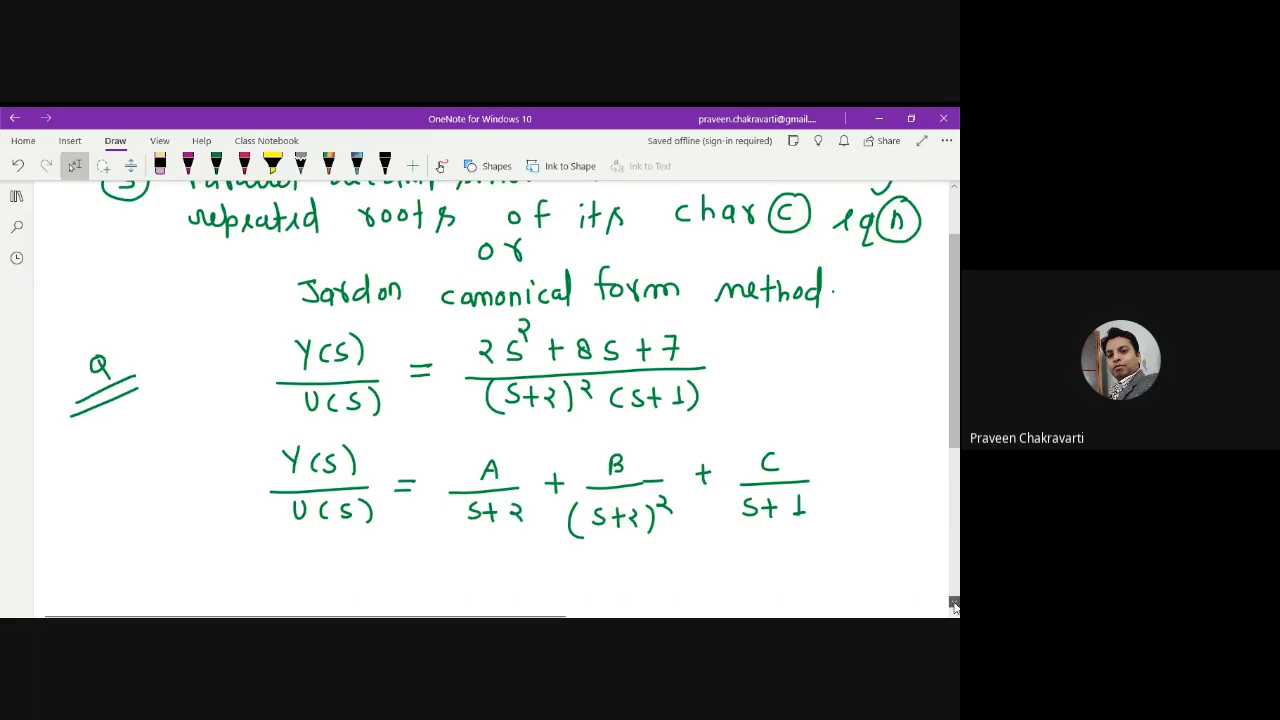 OneNote for Windows 10
praveen.chakravarti@gmail....
Home Insert Draw View Help Class Notebook
Saved offline (sign-in required) Share
Shapes Ink to Shape Ink to Text
3
repeated roots of its char(c) eq(n)
or
Jordon canonical form method.
Q
Y(s)/U(s) = 2s² + 8s + 7 / (s+2)² (s+1)
Y(s)/U(s) = A/s+2 + B/(s+2)² + C/s+1
Praveen Chakravarti